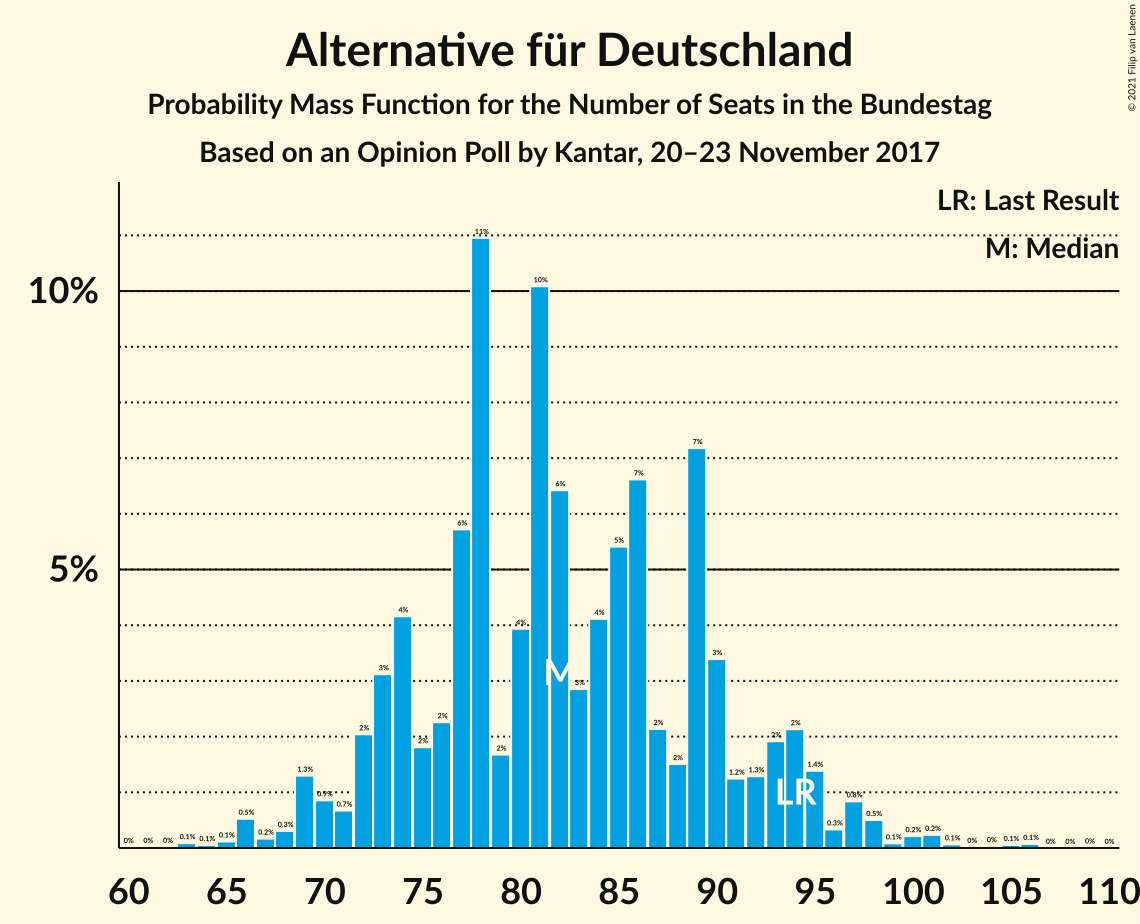 © 2021 Filip van Laenen
Alternative für Deutschland
Probability Mass Function for the Number of Seats in the Bundestag
Based on an Opinion Poll by Kantar, 20–23 November 2017
LR: Last Result
M: Median
10%
5%
0% 0% 0% 0.1% 0.1% 0.1% 0.5% 0.2% 0.3% 1.3% 0.9% 0.7% 2% 3% 4% 2% 2% 6% 11% 2% 4% 10% 6% 3% 4% 5% 7% 2% 2% 7% 3% 1.2% 1.3% 2% 2% 1.4% 0.3% 0.8% 0.5% 0.1% 0.2% 0.2% 0.1% 0% 0% 0.1% 0.1% 0% 0% 0% 0%
M
LR
60 65 70 75 80 85 90 95 100 105 110